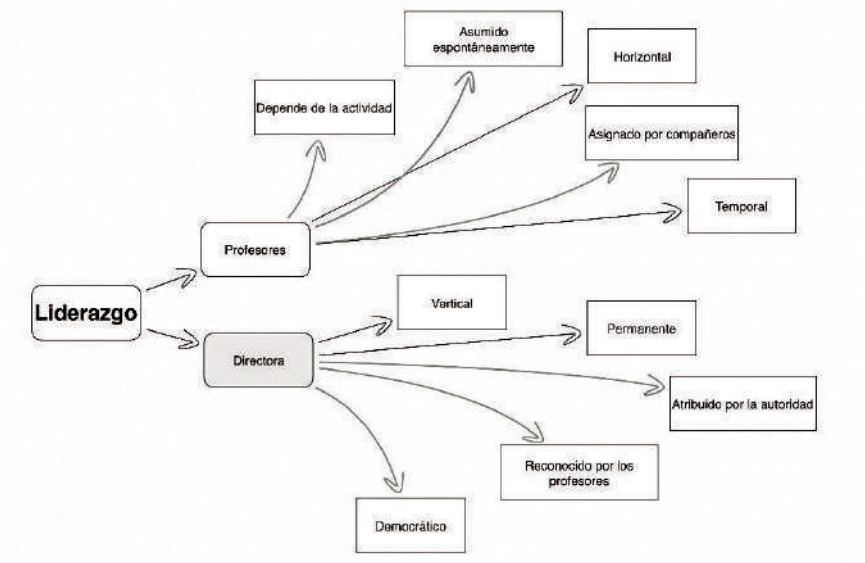 Asumido
espontáneamente
Horizontal
Depende de la actividad
Asignado por compañeros
Temporal
Profesores
Liderazgo
Vertical
Permanente
Directora
Atribuido por la autoridad
Reconocido por los
profesores
Democrático